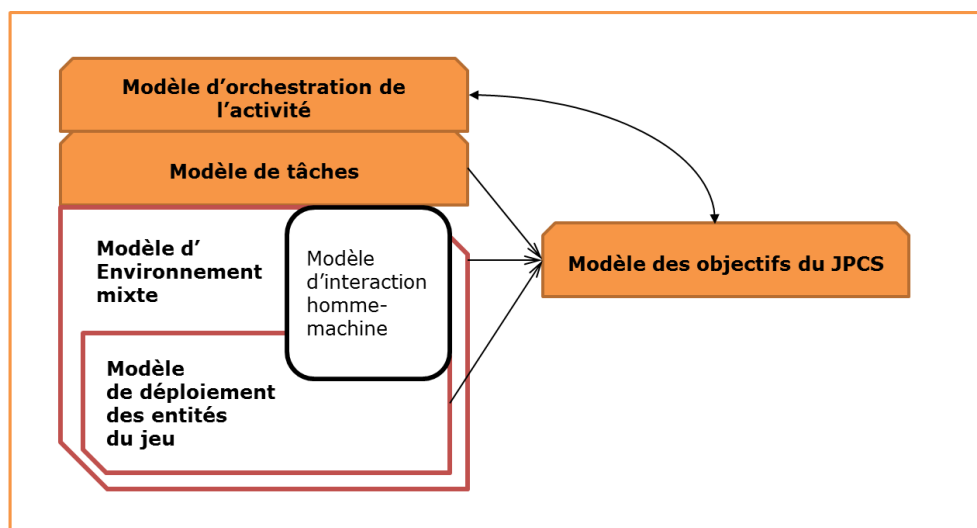 Modèle d’orchestration de
l’activité
Modèle de tâches
Modèle d’
Environnement
mixte
Modèle
d’interaction
homme-
machine
Modèle des objectifs du JPCS
Modèle
de déploiement
des entités
du jeu